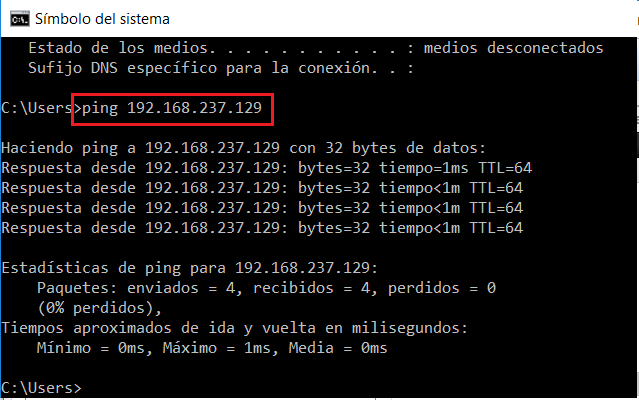 Símbolo del sistema
Estado de los medios. . . . . . . . . . . : medios desconectados
Sufijo DNS específico para la conexión. . :
C:\Users>ping 192.168.237.129
Haciendo ping a 192.168.237.129 con 32 bytes de datos:
Respuesta desde 192.168.237.129: bytes=32 tiempo=1ms TTL=64
Respuesta desde 192.168.237.129: bytes=32 tiempo<1m TTL=64
Respuesta desde 192.168.237.129: bytes=32 tiempo<1m TTL=64
Respuesta desde 192.168.237.129: bytes=32 tiempo<1m TTL=64
Estadísticas de ping para 192.168.237.129:
Paquetes: enviados = 4, recibidos = 4, perdidos = 0
(0% perdidos),
Tiempos aproximados de ida y vuelta en milisegundos:
Mínimo = 0ms, Máximo = 1ms, Media = 0ms
C:\Users>